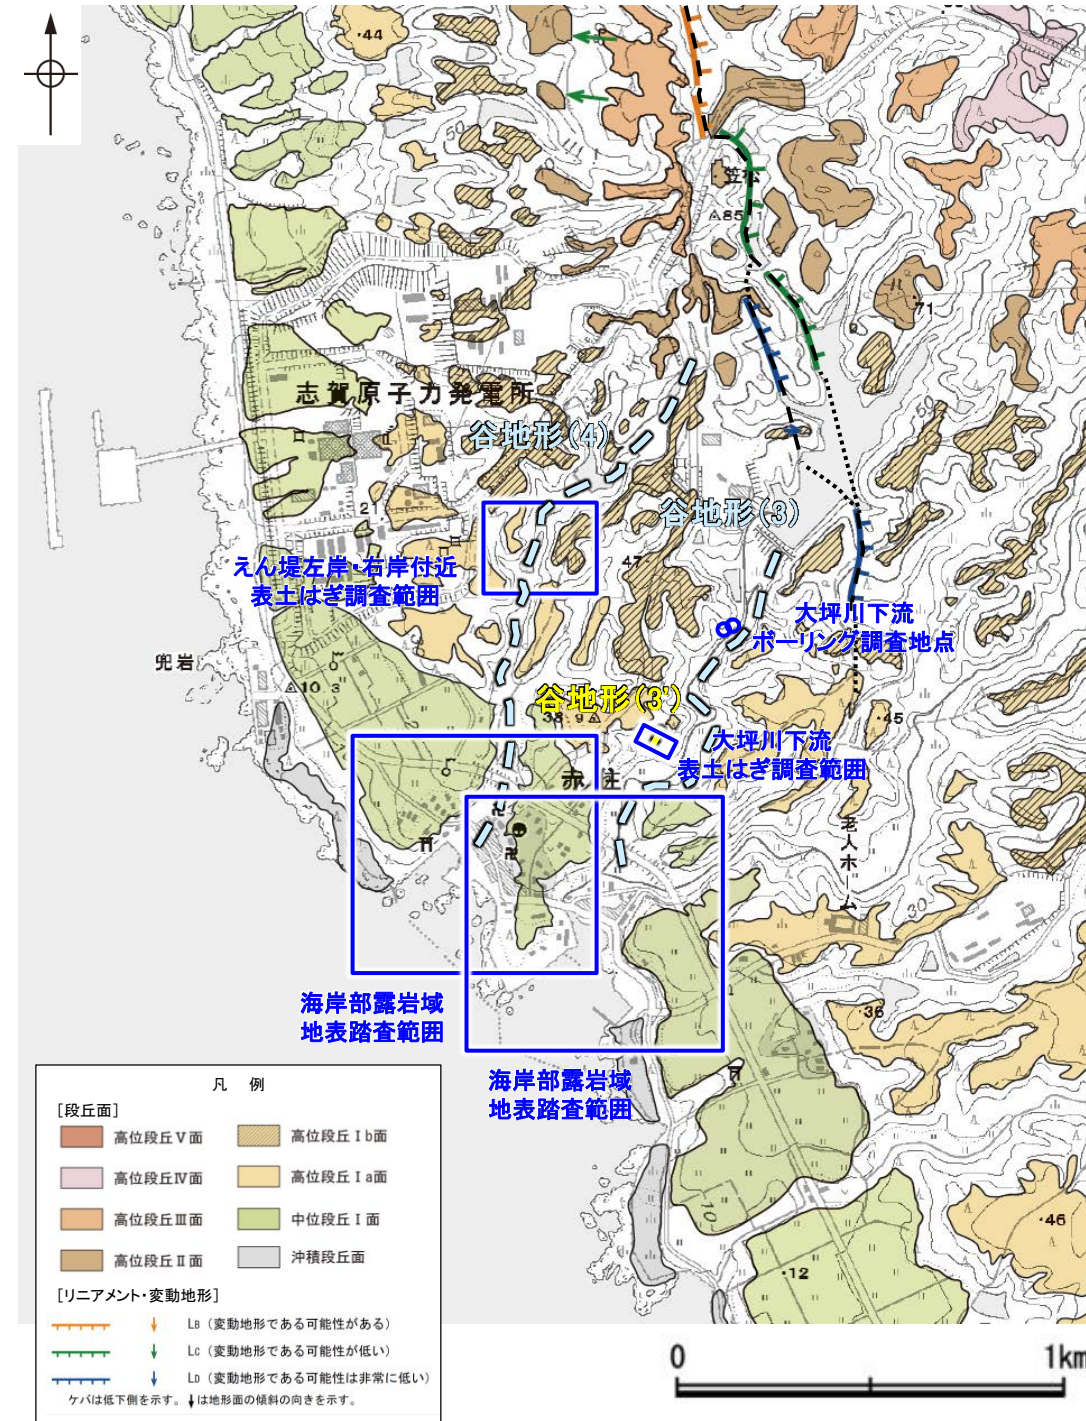 44
50
笠松
85.1
71
志賀原子力発電所
谷地形(4)
50
谷地形(3)
21
えん堤左岸・右岸付近
表土はぎ調査範囲
47
大坪川下流
ボーリング調査地点
兜岩
10.3
谷地形(3')
38.9
45
大坪川下流
表土はぎ調査範囲
赤住
老人ホーム
30
海岸部露岩域
地表踏査範囲
36
海岸部露岩域
地表踏査範囲
10
46
12
凡 例
[段丘面]
高位段丘Ⅴ面
高位段丘Ⅰb面
高位段丘Ⅳ面
高位段丘Ⅰa面
高位段丘Ⅲ面
中位段丘Ⅰ面
高位段丘Ⅱ面
沖積段丘面
[リニアメント・変動地形]
LB (変動地形である可能性がある)
LC (変動地形である可能性が低い)
LD (変動地形である可能性は非常に低い)
ケバは低下側を示す。↓は地形面の傾斜の向きを示す。
0
1km